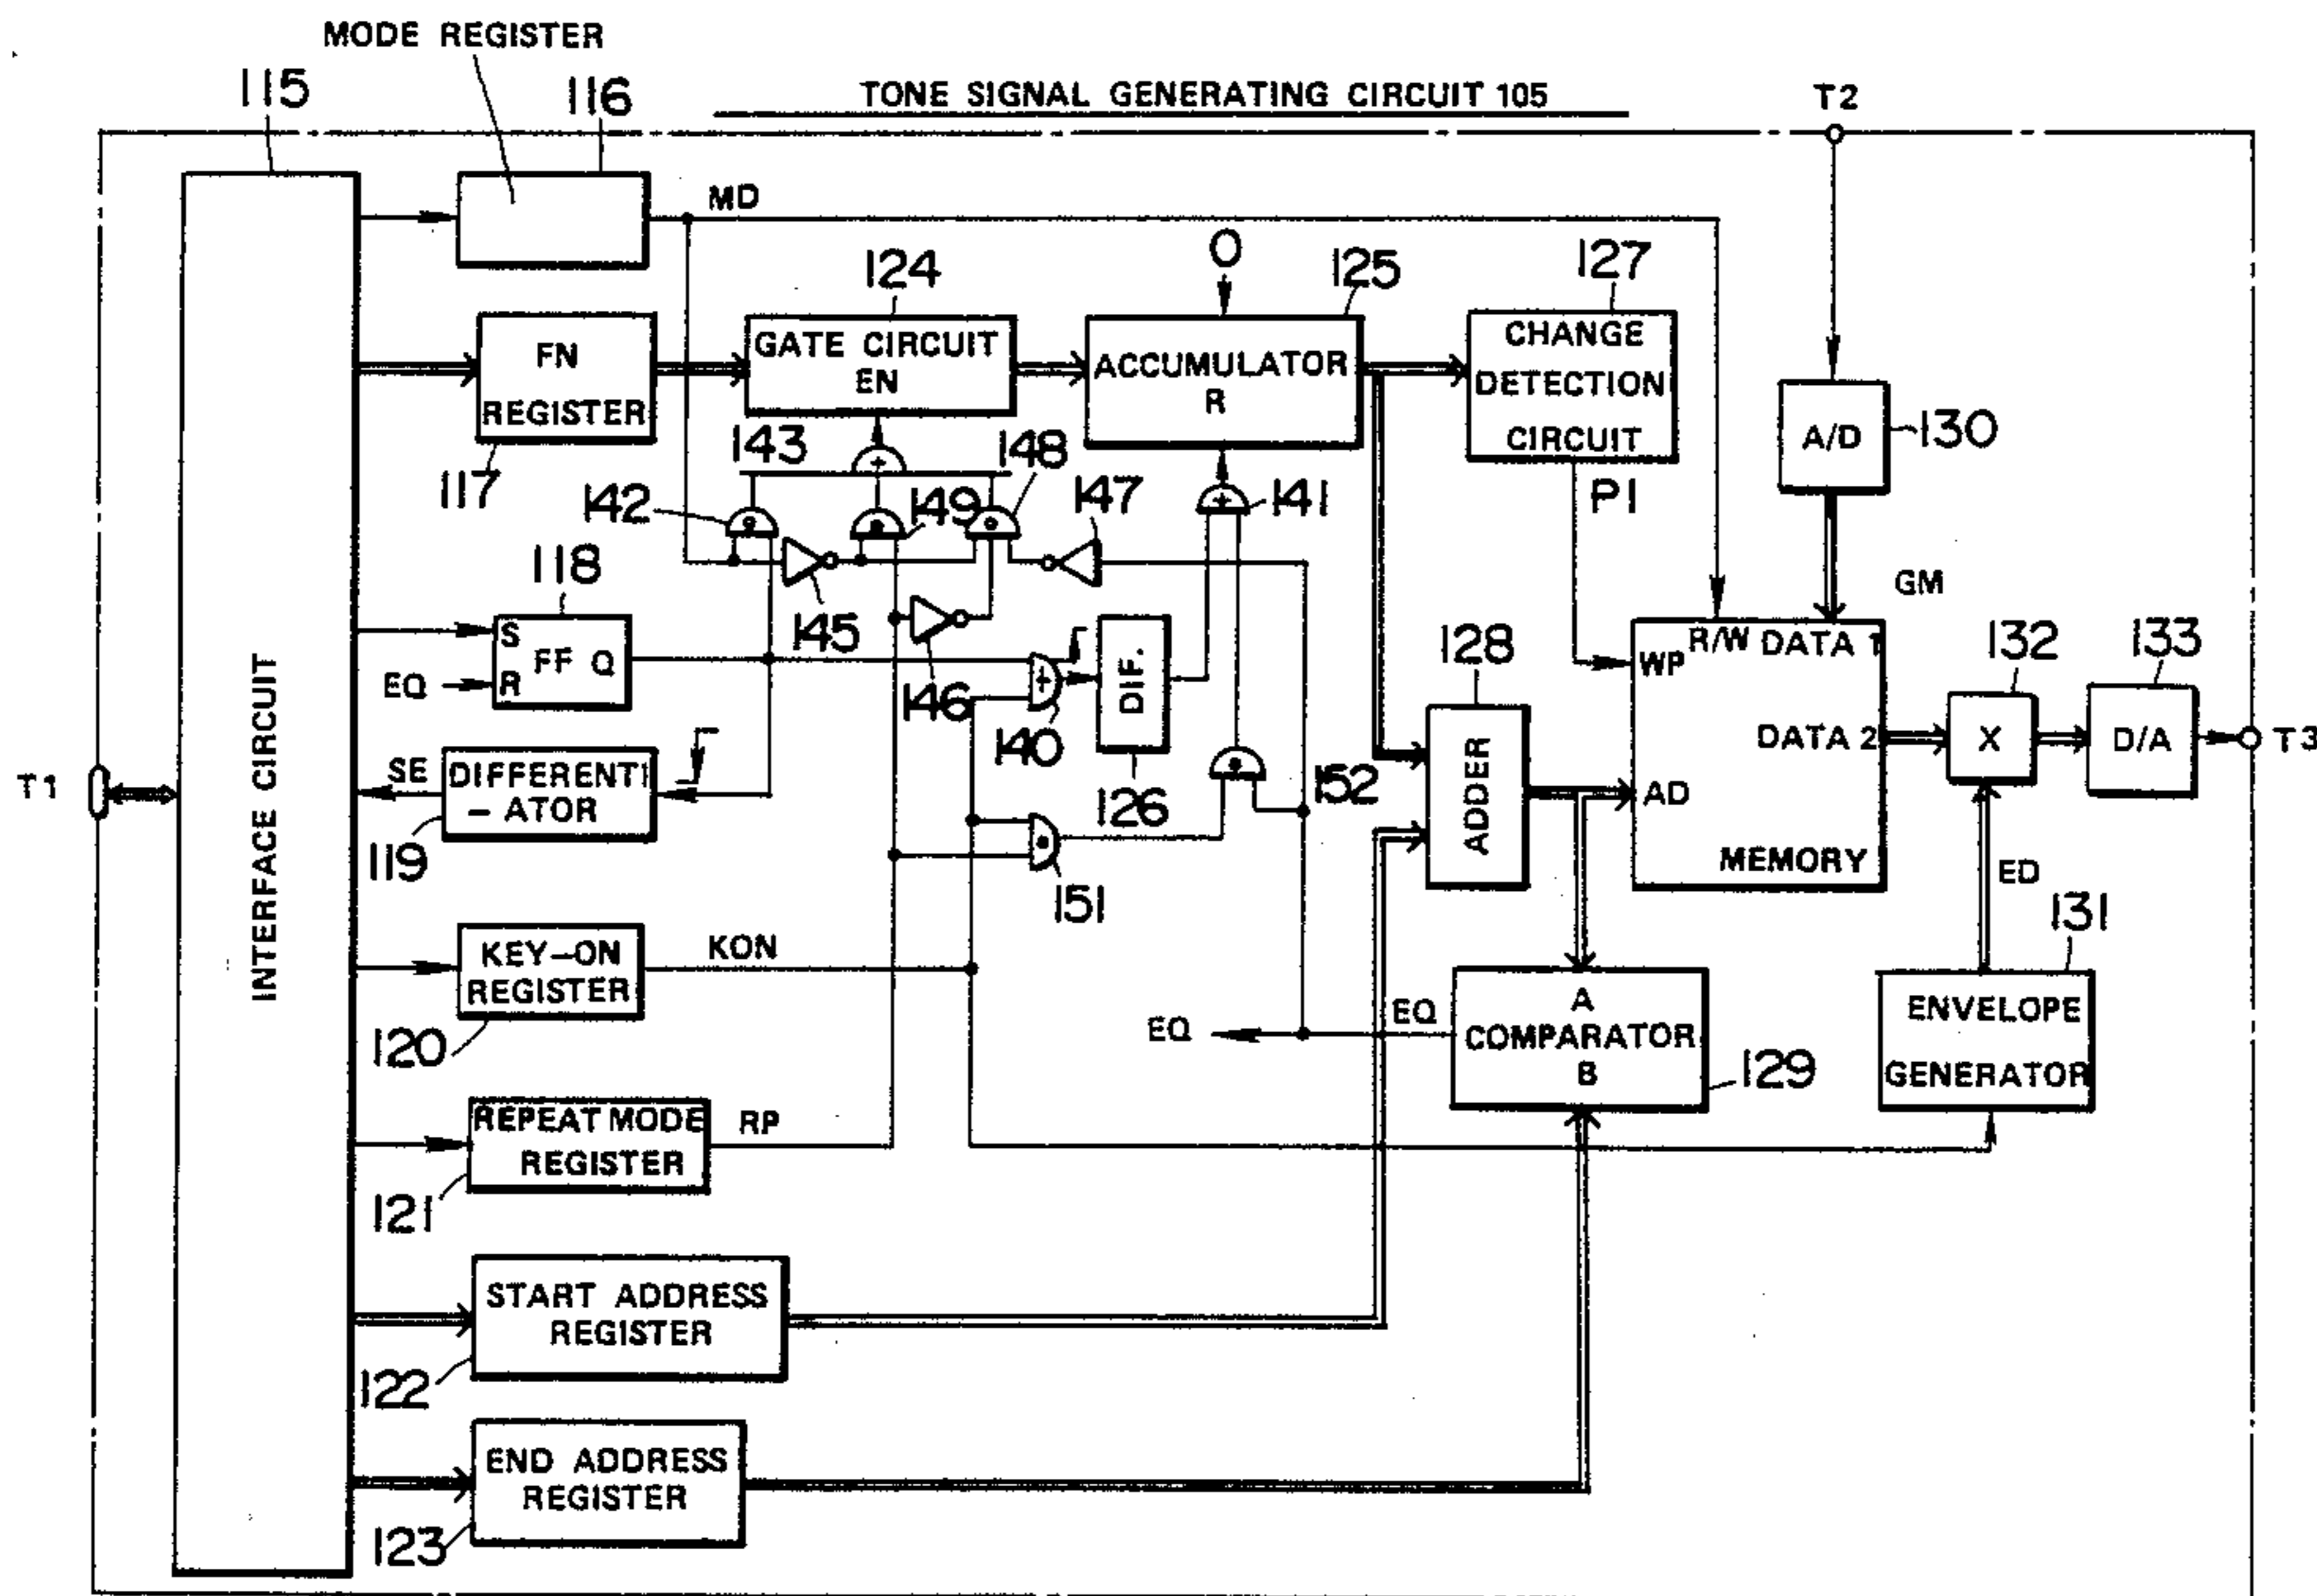 MODE REGISTER
115
116
TONE SIGNAL GENERATING CIRCUIT 105
T2
MD
O
124
125
127
FN
REGISTER
117
GATE CIRCUIT
EN
ACCUMULATOR
R
CHANGE
DETECTION
CIRCUIT
A/D
130
143
142
149
148
147
141
P1
GM
118
145
146
S
FF Q
EQ
R
140
DIF.
126
128
ADDER
R/W DATA 1
WP
DATA 2
AD
MEMORY
132
X
133
D/A
T3
T1
INTERFACE CIRCUIT
SE
DIFFERENTI
- ATOR
119
152
151
ED
131
KEY-ON
REGISTER
120
KON
EQ
EQ
A
COMPARATOR
B
129
ENVELOPE
GENERATOR
REPEAT MODE
REGISTER
121
RP
START ADDRESS
REGISTER
122
END ADDRESS
REGISTER
123